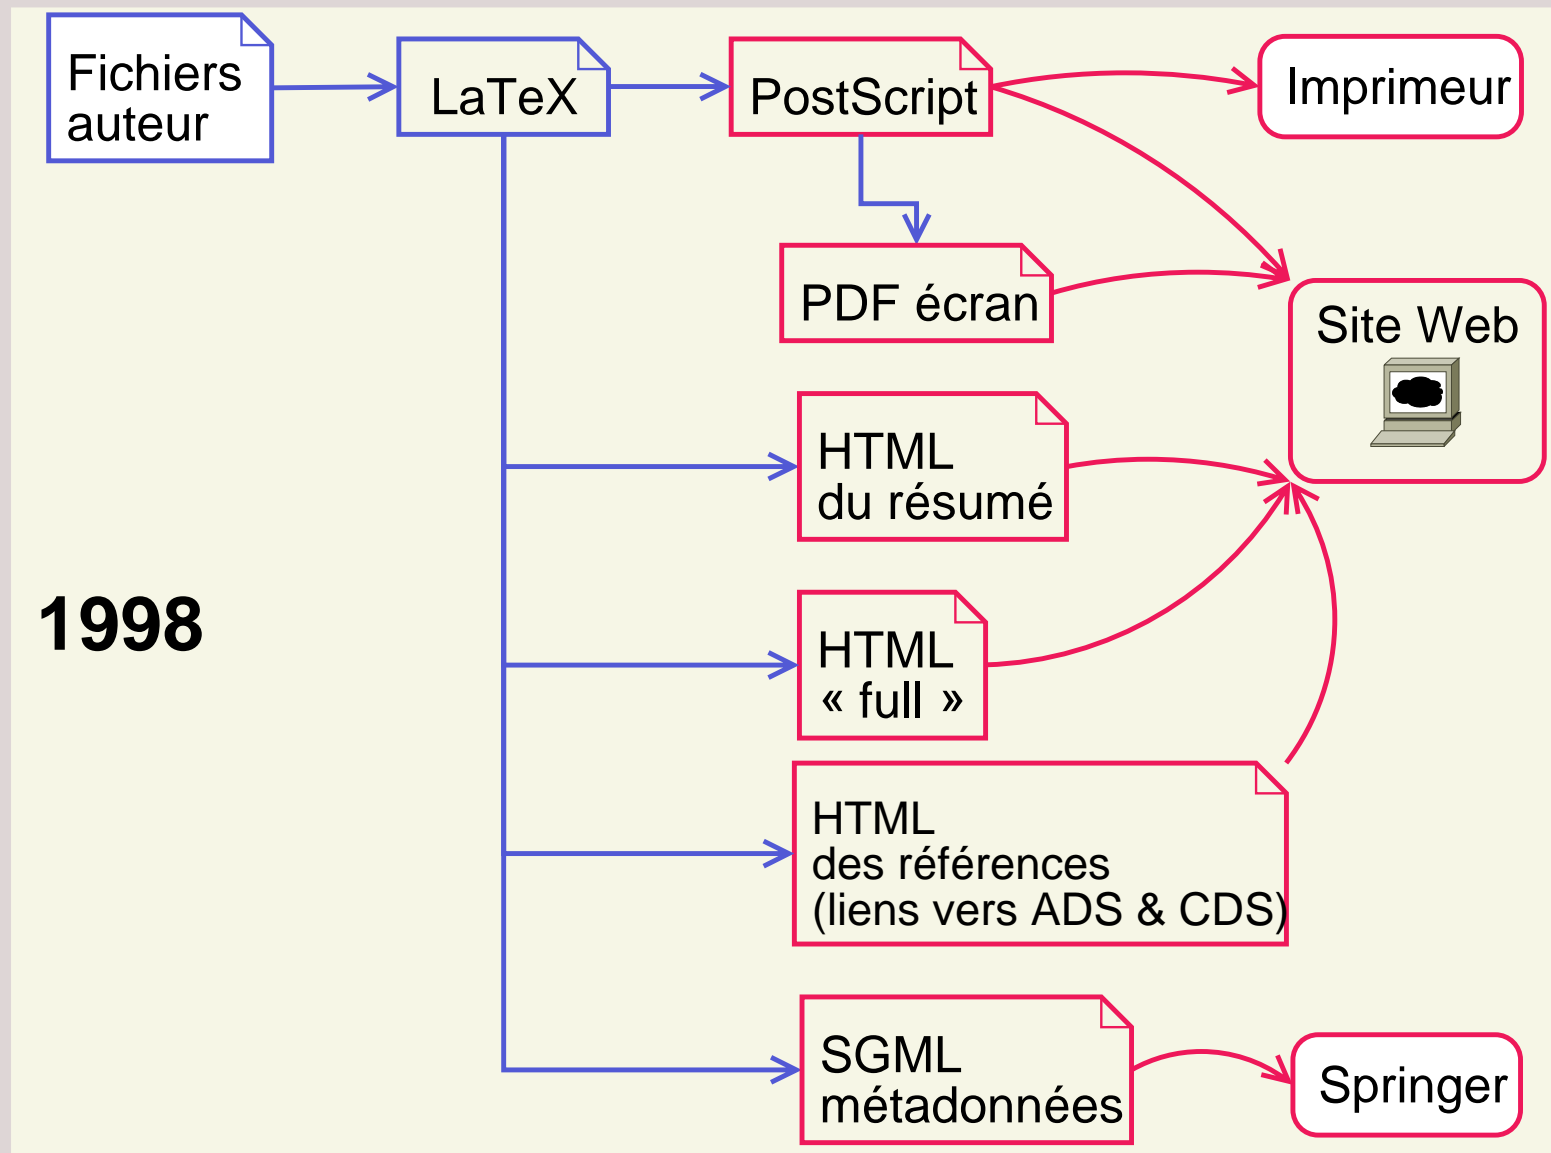 Fichiers
auteur
LaTeX
PostScript
Imprimeur
PDF écran
Site Web
HTML
du résumé
1998
HTML
« full »
HTML
des références
(liens vers ADS & CDS)
SGML
métadonnées
Springer